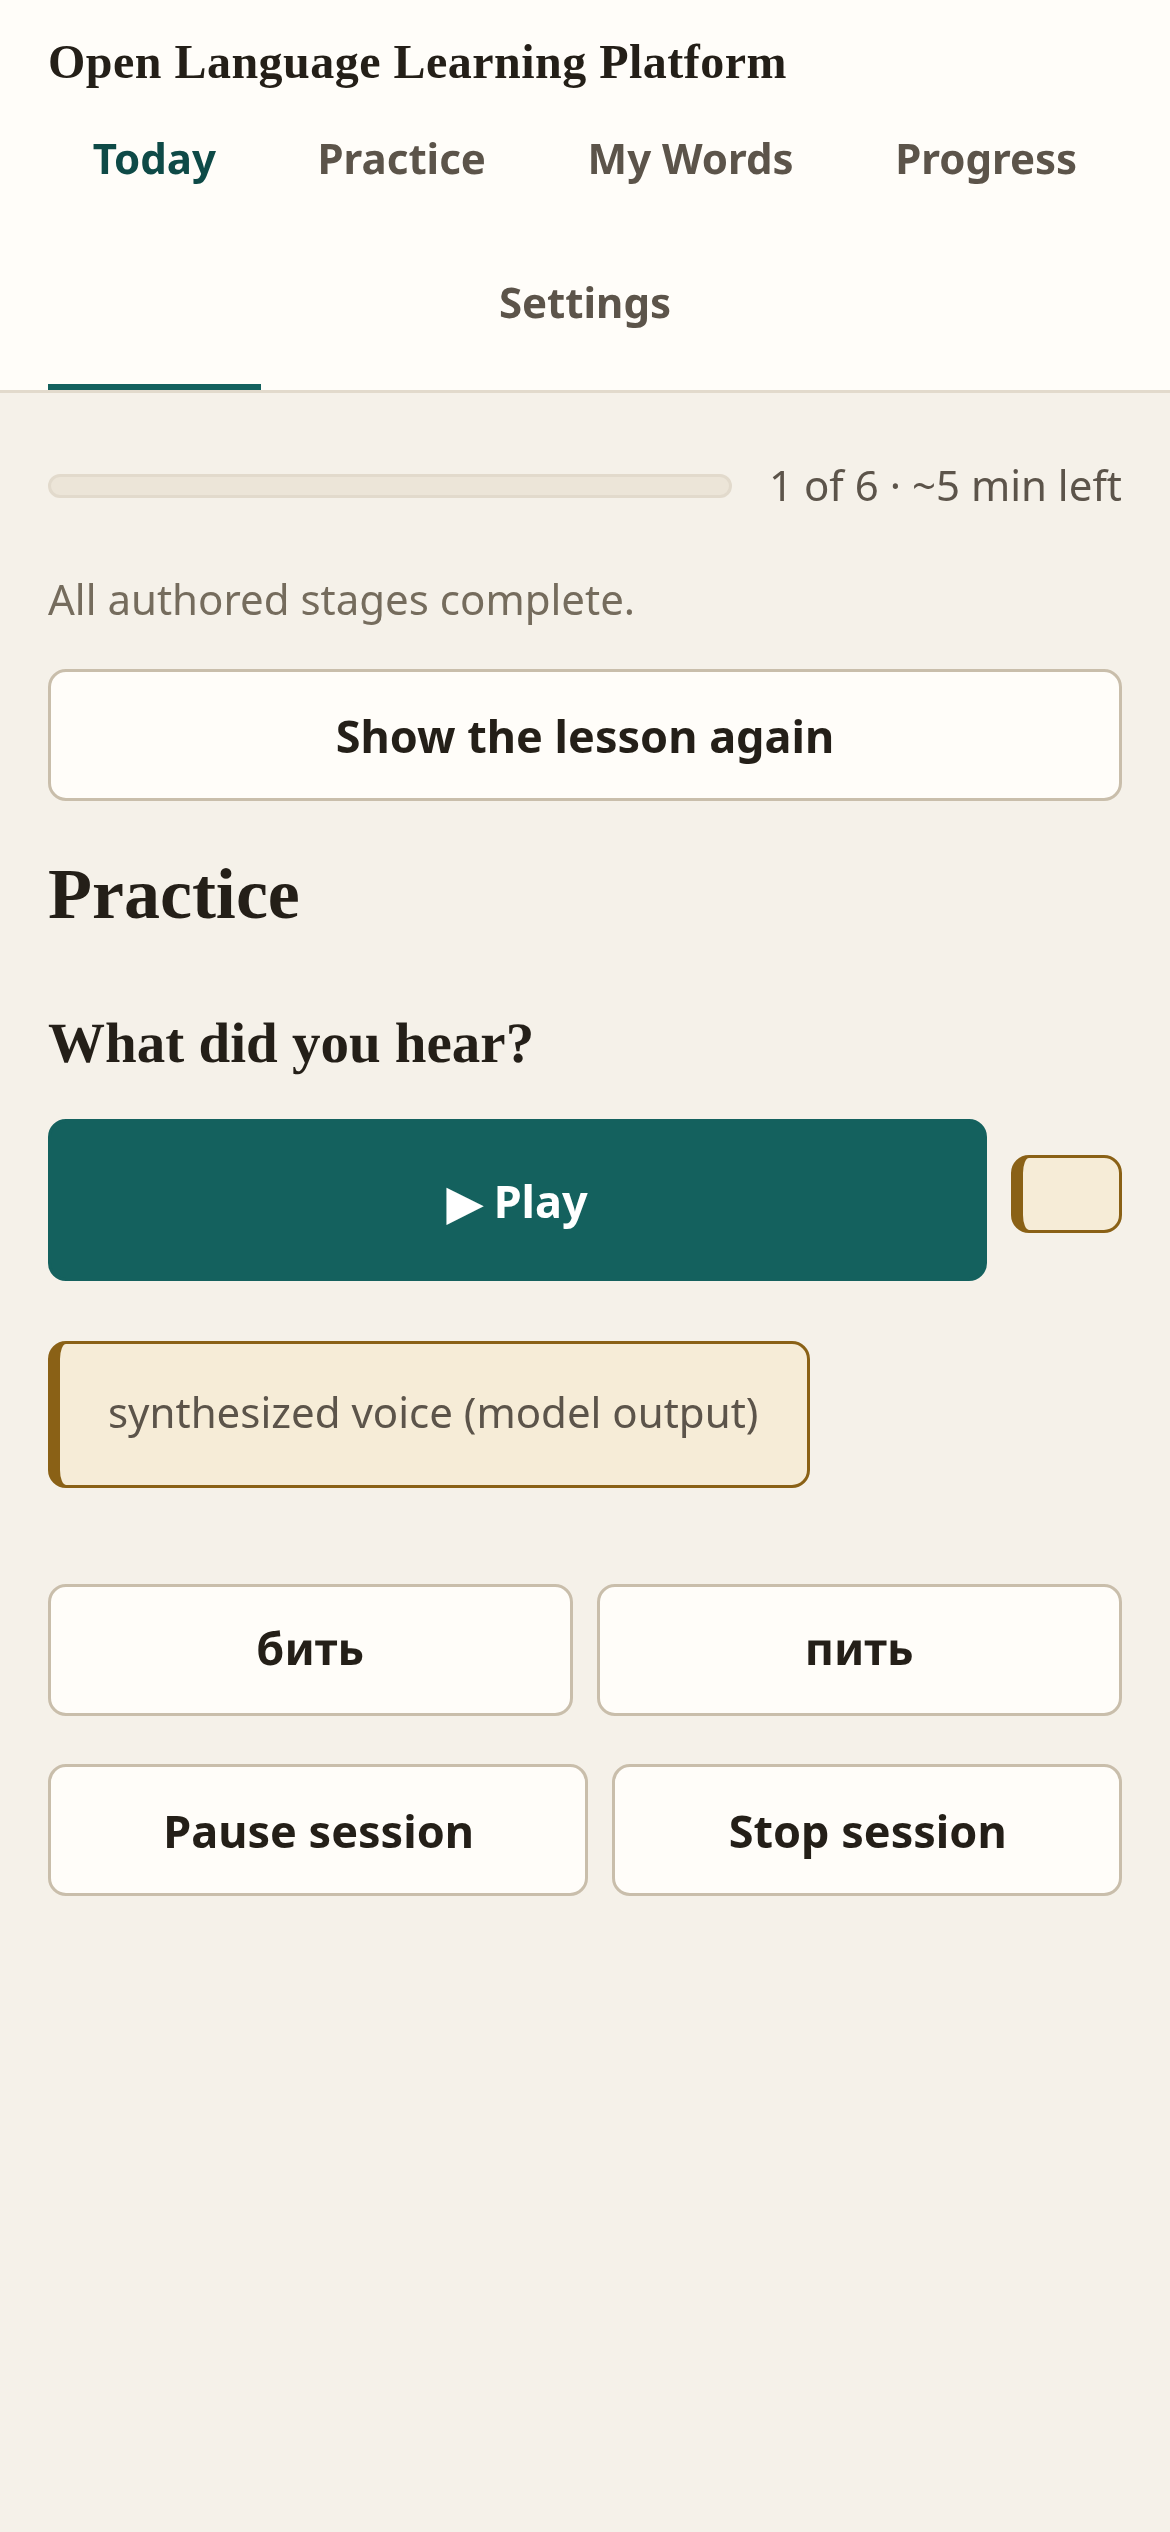 Open Language Learning Platform
Today Practice My Words Progress
Settings
1 of 6 · ~5 min left
All authored stages complete.
Show the lesson again
Practice
What did you hear?
▶ Play
synthesized voice (model output)
бить пить
Pause session Stop session